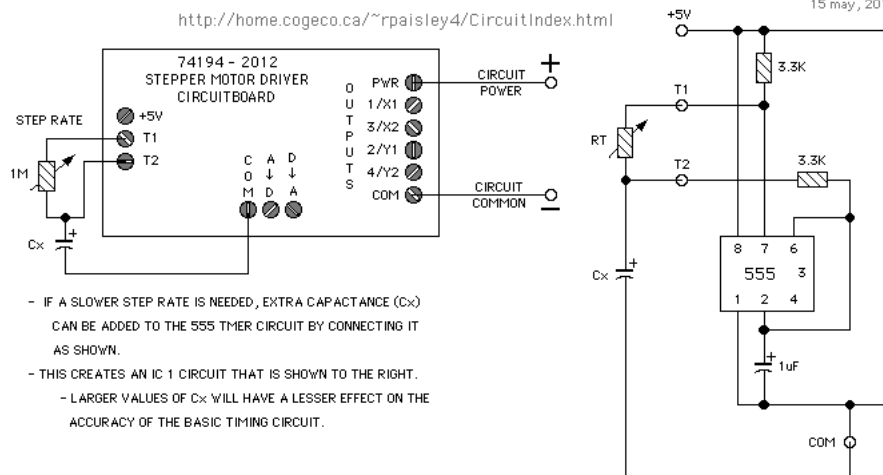 http://home.cogeco.ca/~rpaisley4/CircuitIndex.html
15 may, 20
74194 - 2012
STEPPER MOTOR DRIVER
CIRCUITBOARD
STEP RATE
1M
+5V
T1
T2
Cx
+
COM
A↓D
D↓A
OUTPUTS
PWR
1/X1
3/X2
2/Y1
4/Y2
COM
CIRCUIT
POWER
+
CIRCUIT
COMMON
−
- IF A SLOWER STEP RATE IS NEEDED, EXTRA CAPACTANCE (Cx)
CAN BE ADDED TO THE 555 TMER CIRCUIT BY CONNECTING IT
AS SHOWN.
- THIS CREATES AN IC 1 CIRCUIT THAT IS SHOWN TO THE RIGHT.
- LARGER VALUES OF Cx WILL HAVE A LESSER EFFECT ON THE
ACCURACY OF THE BASIC TIMING CIRCUIT.
+5V
3.3K
T1
RT
T2
3.3K
8 7 6
555 3
1 2 4
Cx
+
+
1uF
COM